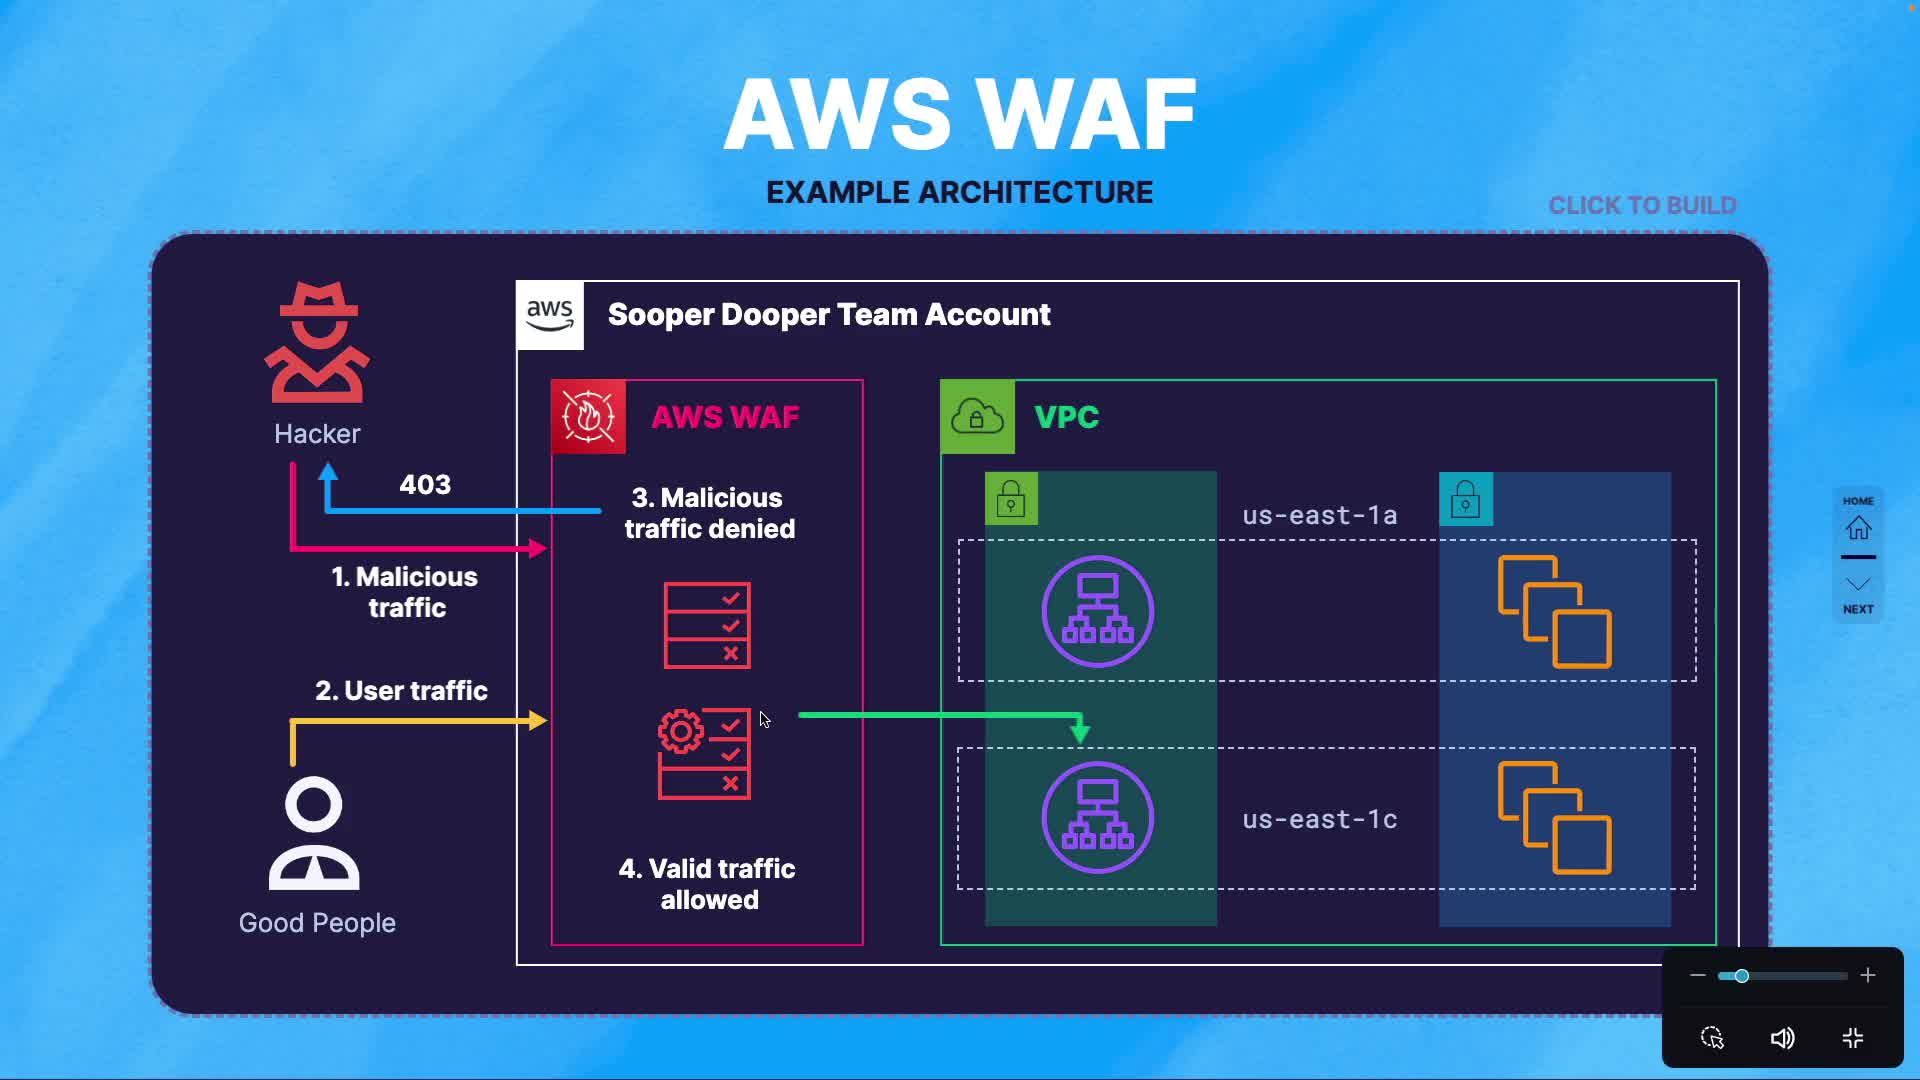 AWS WAF
EXAMPLE ARCHITECTURE
CLICK TO BUILD
aws
Sooper Dooper Team Account
Hacker
AWS WAF
VPC
403
3. Malicious
traffic denied
us-east-1a
1. Malicious
traffic
2. User traffic
us-east-1c
4. Valid traffic
allowed
Good People
HOME
NEXT